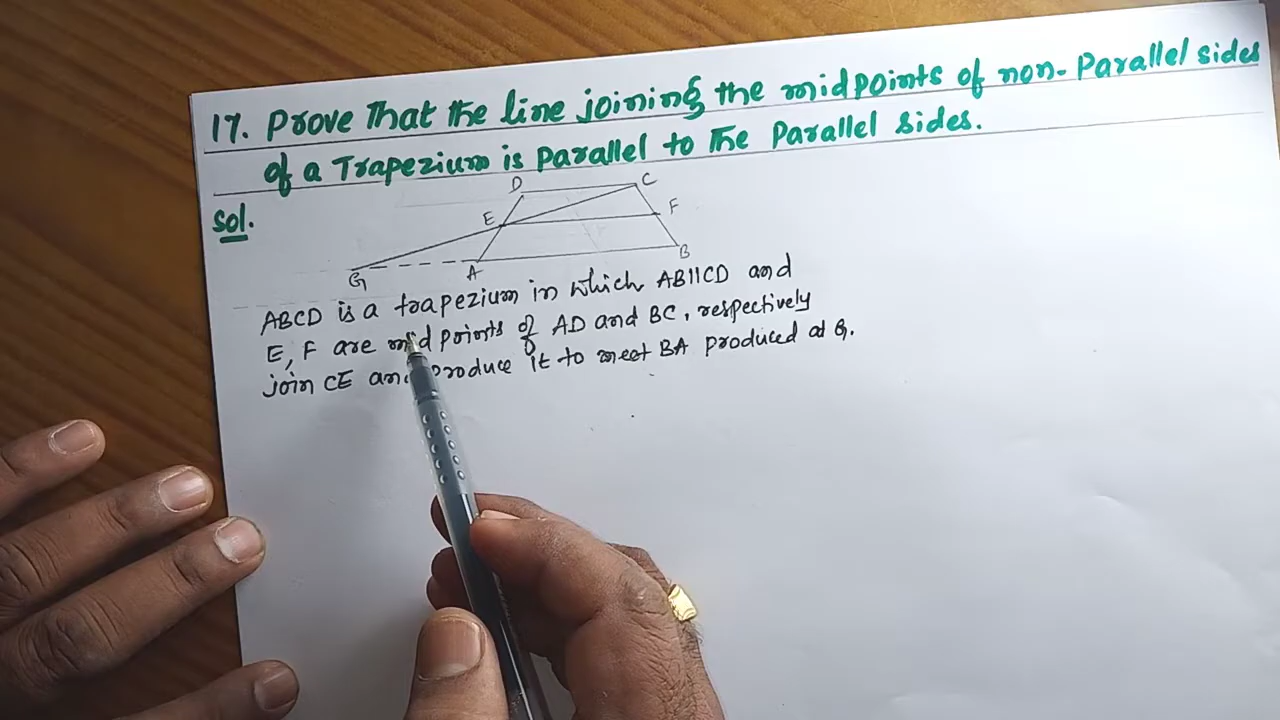 17. Prove that the line joining the midpoints of non-Parallel sides
of a Trapezium is parallel to the Parallel sides.
Sol.
D C
E F
G A B
ABCD is a trapezium in which AB||CD and
E, F are mid points of AD and BC, respectively
join CE and produce it to meet BA produced at G.